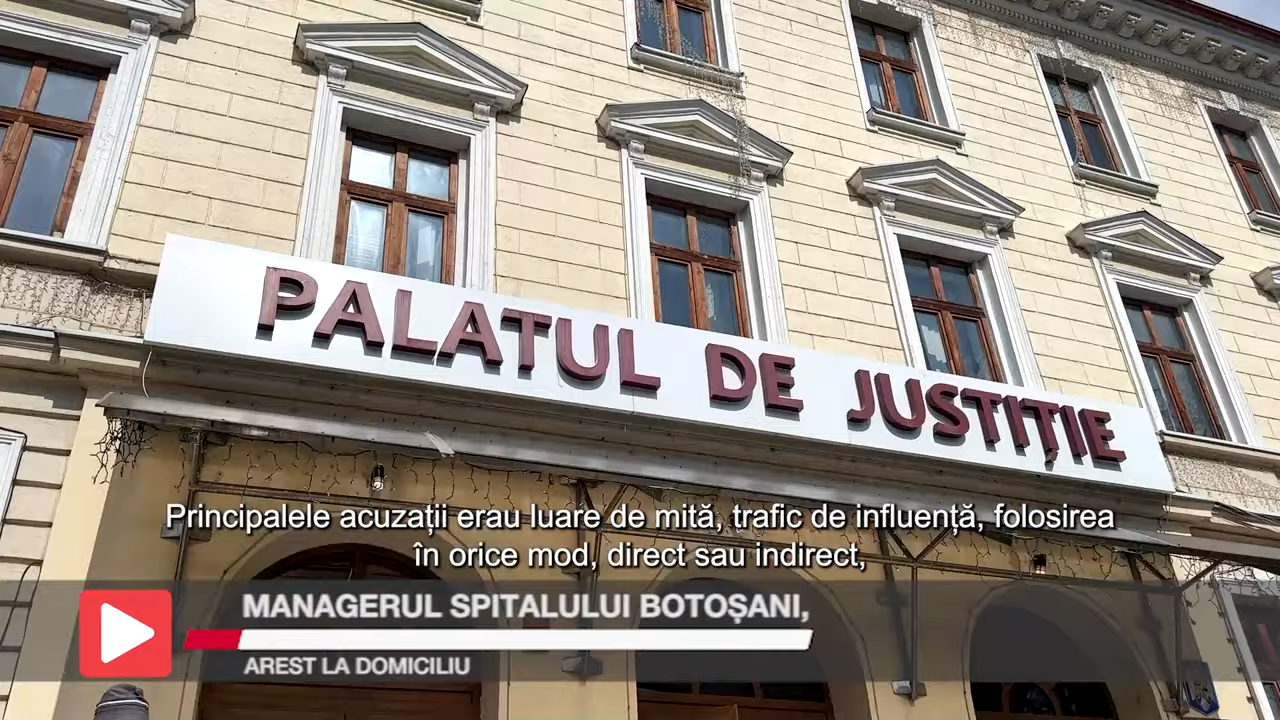 PALATUL DE JUSTIȚIE
Principalele acuzații erau luare de mită, trafic de influență, folosirea
în orice mod, direct sau indirect,
MANAGERUL SPITALULUI BOTOȘANI,
AREST LA DOMICILIU